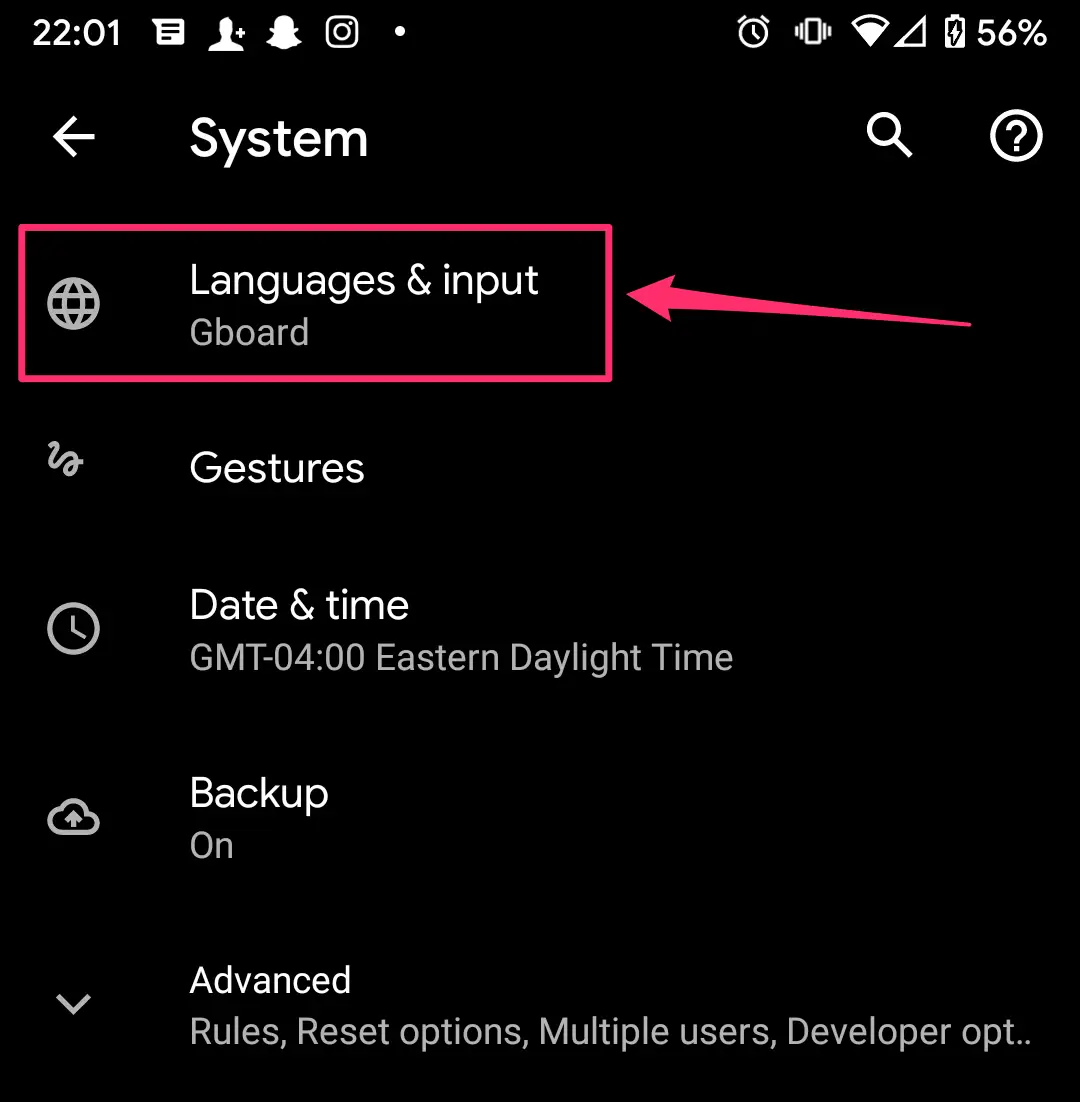 22:01 56%
System
Languages & input
Gboard
Gestures
Date & time
GMT-04:00 Eastern Daylight Time
Backup
On
Advanced
Rules, Reset options, Multiple users, Developer opt..